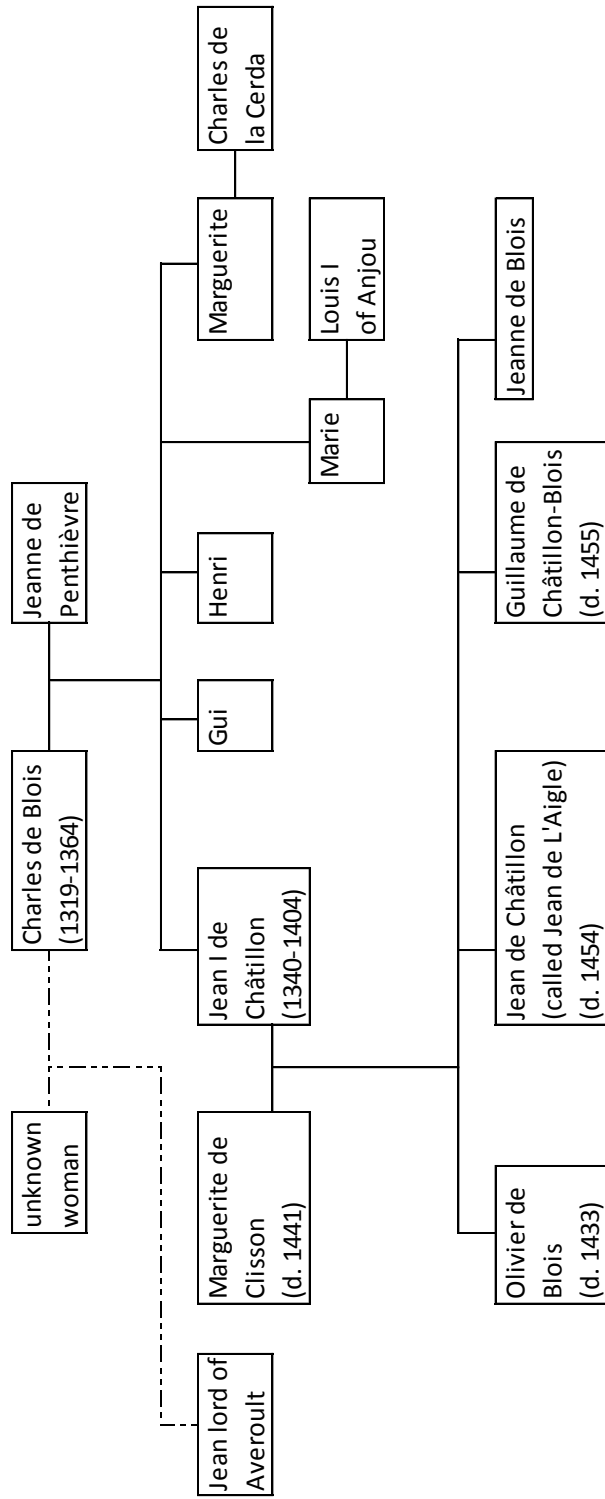 unknown
woman
Charles de Blois
(1319-1364)
Jeanne de
Penthièvre
Jean lord of
Averoult
Marguerite de
Clisson
(d. 1441)
Jean I de
Châtillon
(1340-1404)
Gui
Henri
Marguerite
Charles de
la Cerda
Marie
Louis I
of Anjou
Olivier de
Blois
(d. 1433)
Jean de Châtillon
(called Jean de L'Aigle)
(d. 1454)
Guillaume de
Châtillon-Blois
(d. 1455)
Jeanne de Blois